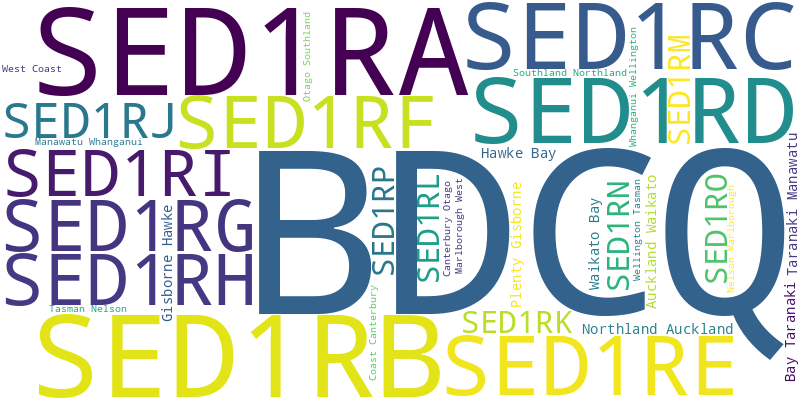 SED1RA
SED1RC
Otago Southland
West Coast
Southland Northland
Whanganui Wellington
SED1RM
SED1RJ
SED1RF
SED1RD
Manawatu Whanganui
Hawke Bay
SED1RI
BDCQ
SED1RP
SED1RL
Canterbury Otago
Marlborough West
Plenty Gisborne
Waikato Bay
SED1RN
Wellington Tasman
Auckland Waikato
SED1RO
Nelson Marlborough
Bay Taranaki
Taranaki Manawatu
SED1RG
Gisborne Hawke
SED1RH
Tasman Nelson
Coast Canterbury
SED1RB
SED1RK
Northland Auckland
SED1RE